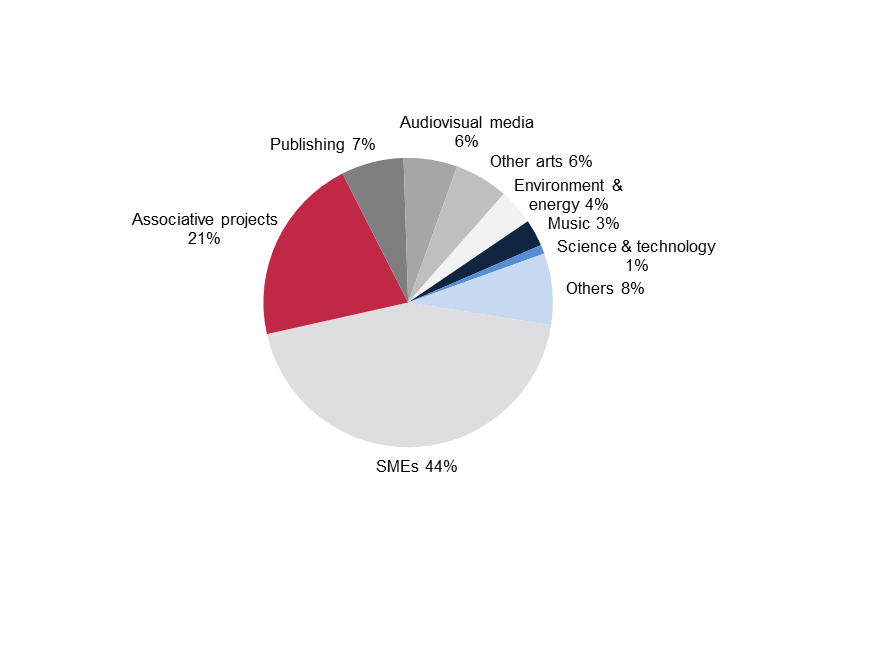 Audiovisual media
6%
Publishing 7%
Other arts 6%
Environment &
energy 4%
Music 3%
Associative projects
21%
Science & technology
1%
Others 8%
SMEs 44%